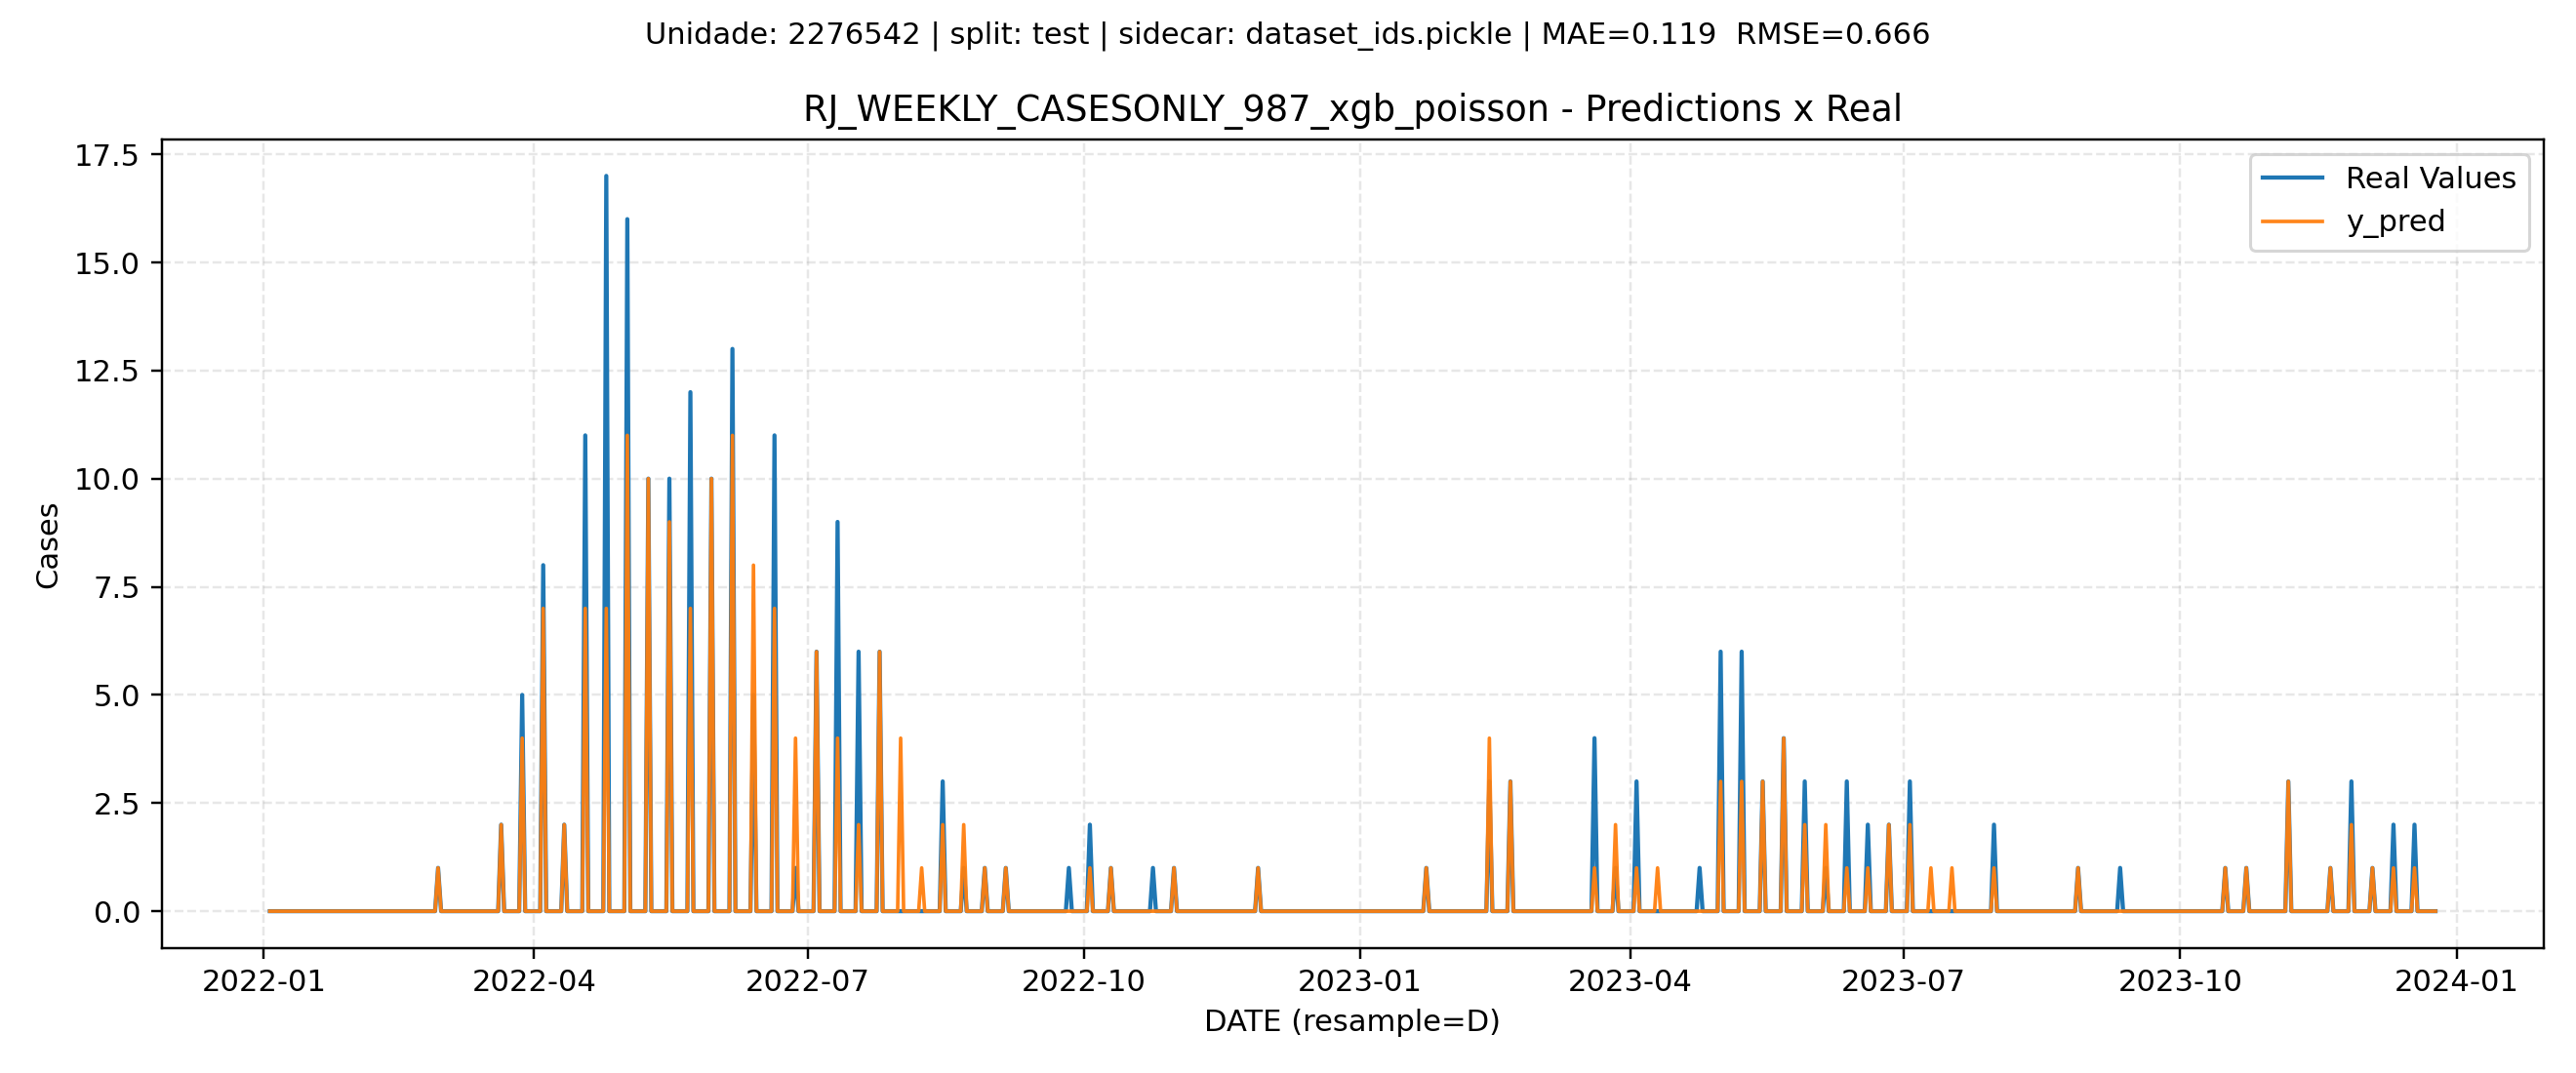 Unidade: 2276542 | split: test | sidecar: dataset_ids.pickle | MAE=0.119  RMSE=0.666
RJ_WEEKLY_CASESONLY_987_xgb_poisson - Predictions x Real
17.5
15.0
12.5
10.0
7.5
5.0
2.5
0.0
Cases
Real Values
y_pred
2022-01
2022-04
2022-07
2022-10
2023-01
2023-04
2023-07
2023-10
2024-01
DATE (resample=D)